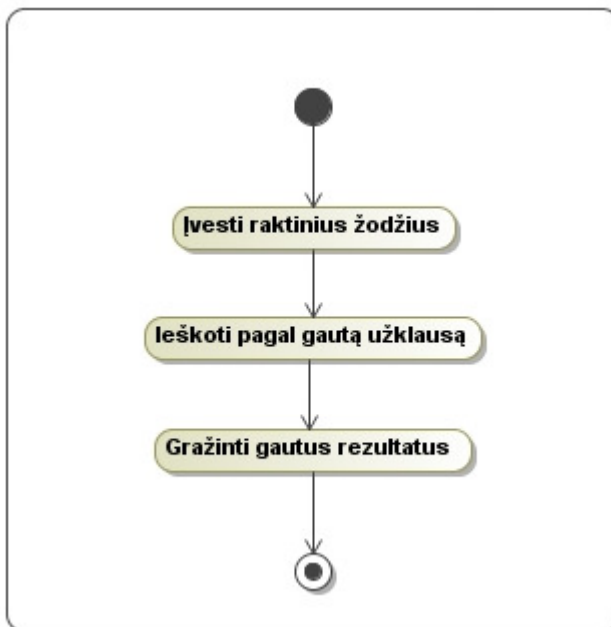 Įvesti raktinius žodžius
Ieškoti pagal gautą užklausą
Gražinti gautus rezultatus